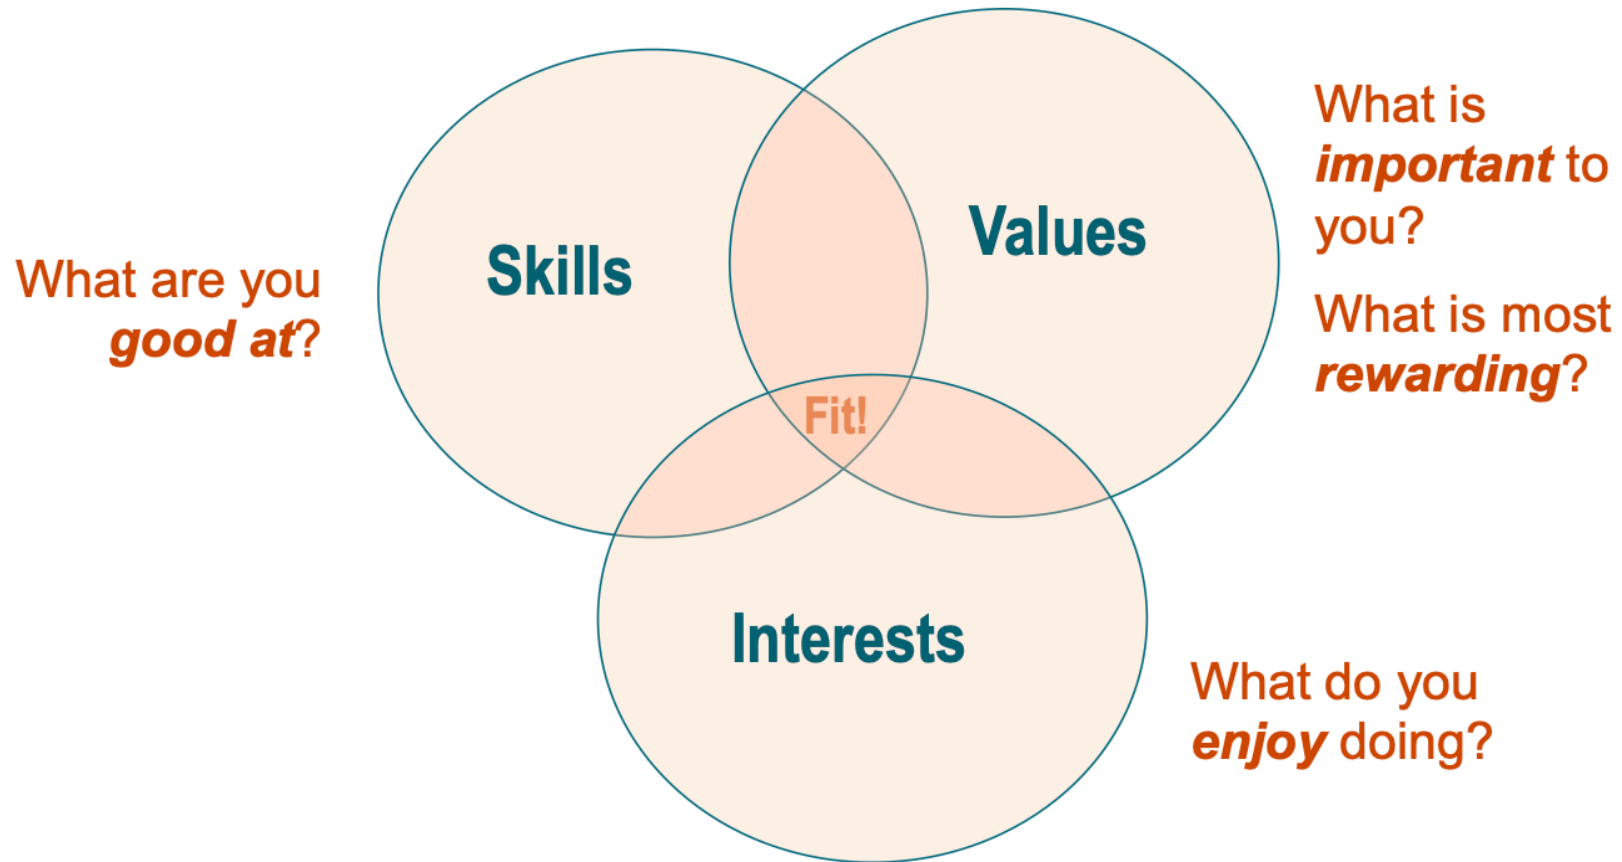 What are you
good at?
Skills
Values
What is
important to
you?
What is most
rewarding?
Fit!
Interests
What do you
enjoy doing?